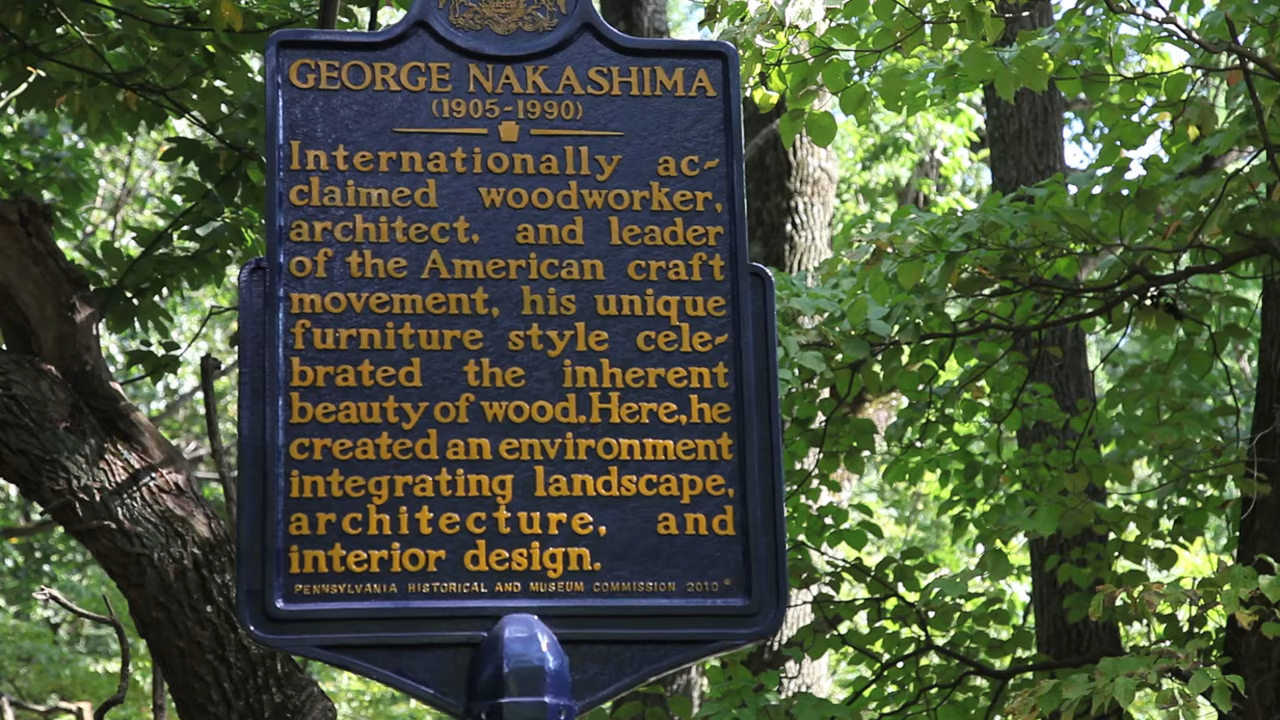 GEORGE NAKASHIMA
(1905-1990)
Internationally ac-
claimed woodworker,
architect, and leader
of the American craft
movement, his unique
furniture style cele-
brated the inherent
beauty of wood. Here, he
created an environment
integrating landscape,
architecture, and
interior design.
PENNSYLVANIA HISTORICAL AND MUSEUM COMMISSION 2010